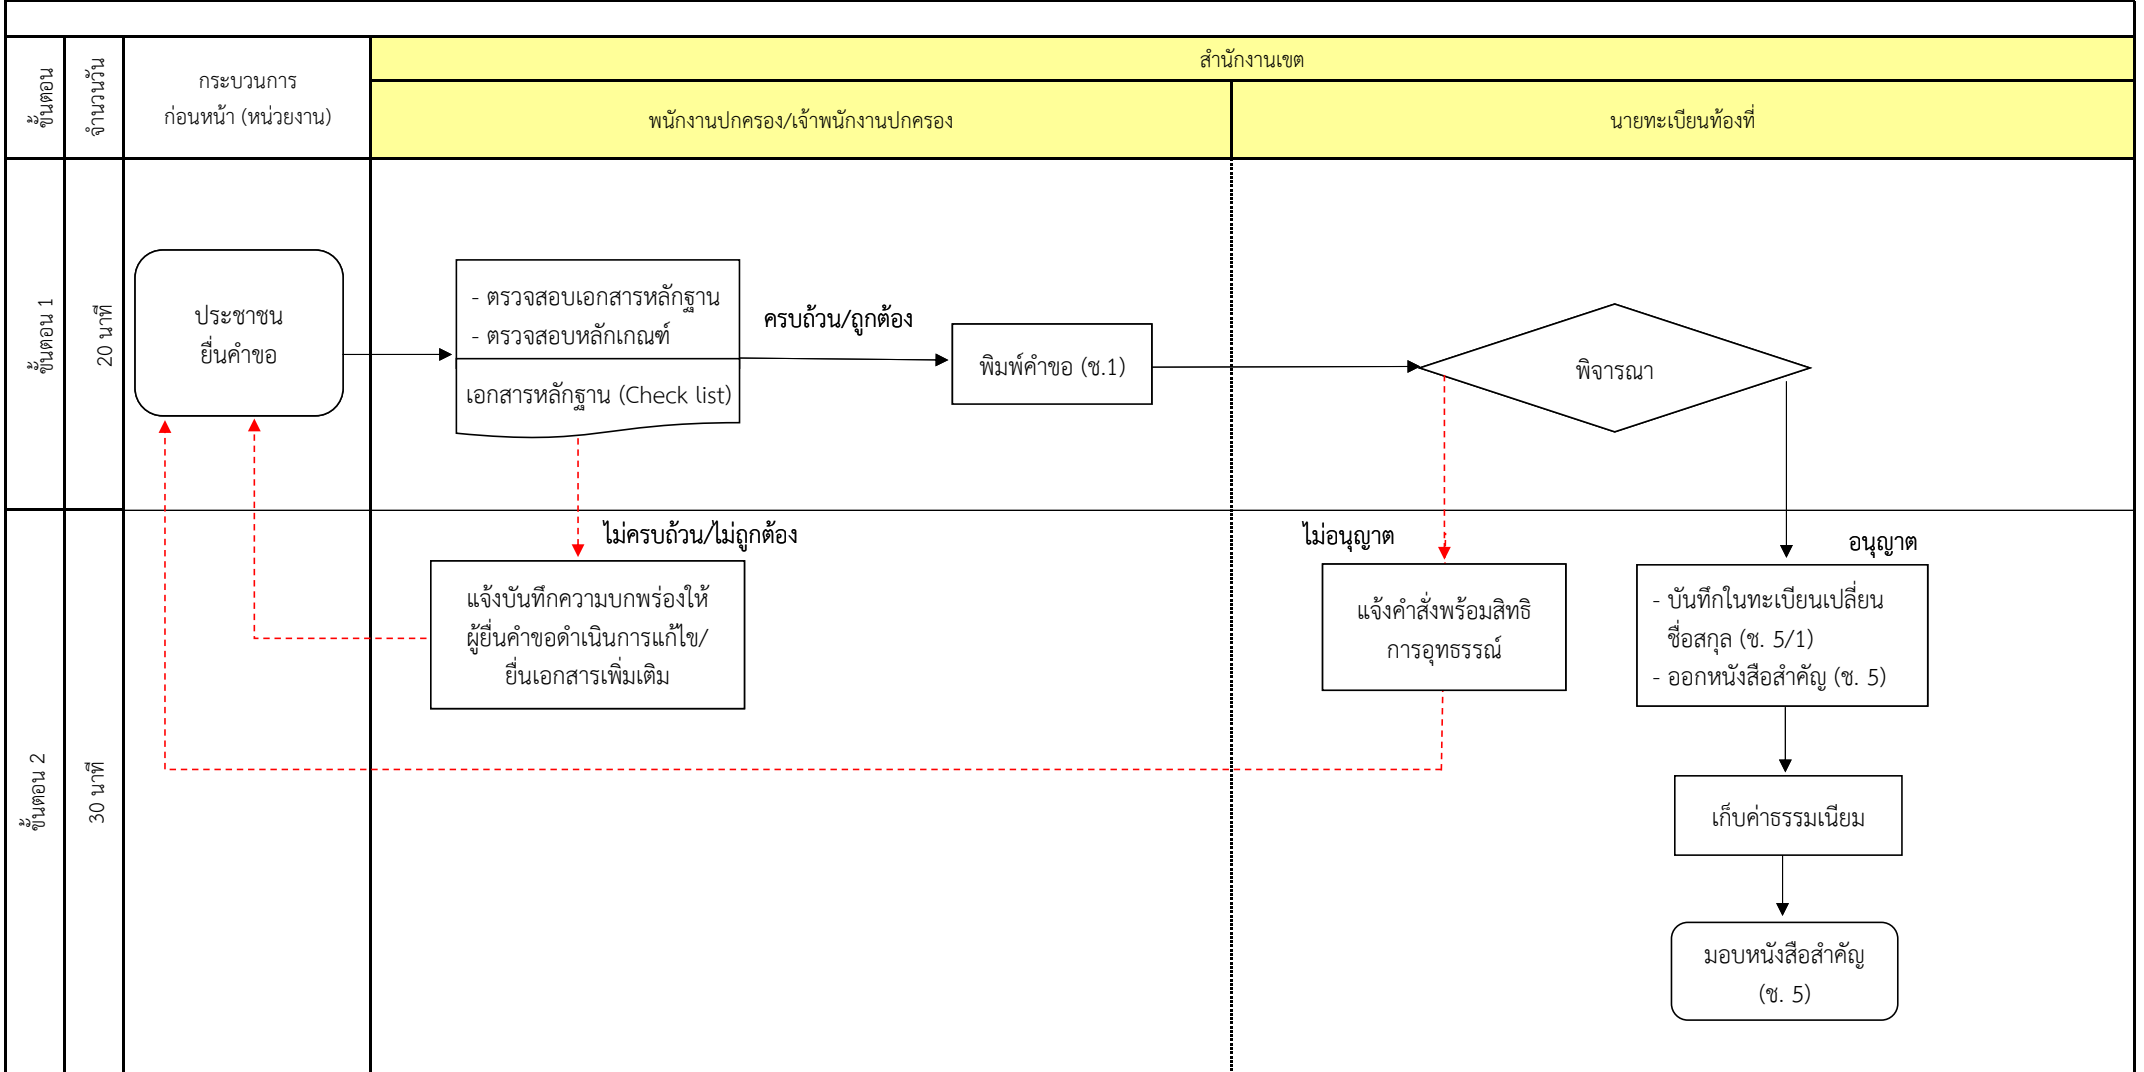 ขั้นตอน
จำนวนวัน
กระบวนการ
ก่อนหน้า (หน่วยงาน)
สำนักงานเขต
พนักงานปกครอง/เจ้าพนักงานปกครอง
นายทะเบียนท้องที่
ขั้นตอน 1
20 นาที
ประชาชน
ยื่นคำขอ
- ตรวจสอบเอกสารหลักฐาน
- ตรวจสอบหลักเกณฑ์
เอกสารหลักฐาน (Check list)
ครบถ้วน/ถูกต้อง
พิมพ์คำขอ (ช.1)
พิจารณา
ขั้นตอน 2
30 นาที
ไม่ครบถ้วน/ไม่ถูกต้อง
แจ้งบันทึกความบกพร่องให้
ผู้ยื่นคำขอดำเนินการแก้ไข/
ยื่นเอกสารเพิ่มเติม
ไม่อนุญาต
แจ้งคำสั่งพร้อมสิทธิ
การอุทธรรณ์
อนุญาต
- บันทึกในทะเบียนเปลี่ยน
ชื่อสกุล (ช. 5/1)
- ออกหนังสือสำคัญ (ช. 5)
เก็บค่าธรรมเนียม
มอบหนังสือสำคัญ
(ช. 5)